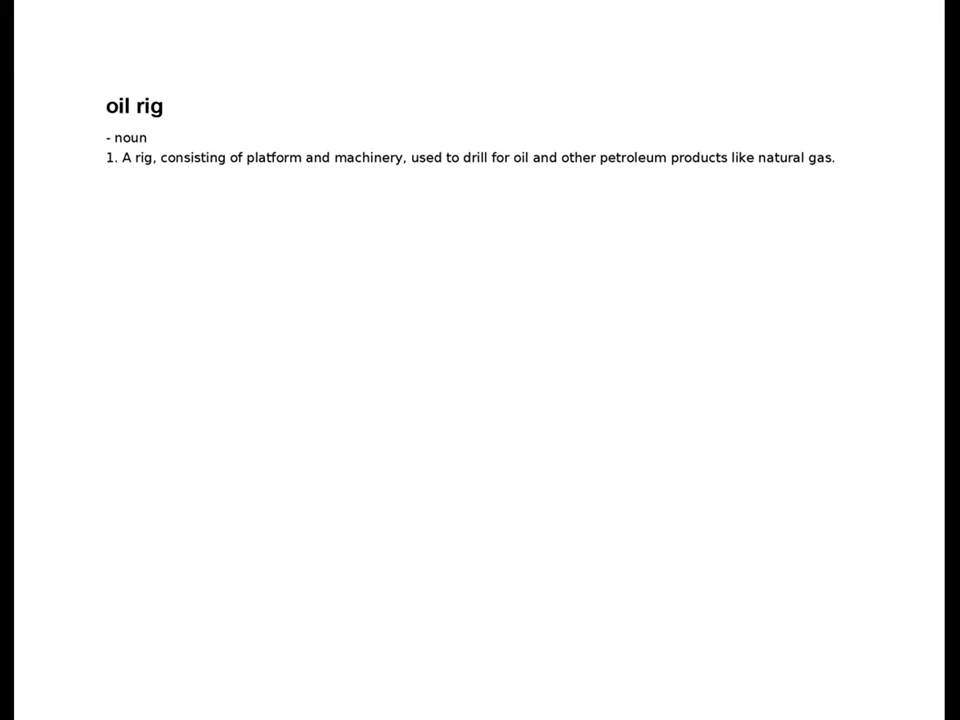 oil rig
- noun
1. A rig, consisting of platform and machinery, used to drill for oil and other petroleum products like natural gas.